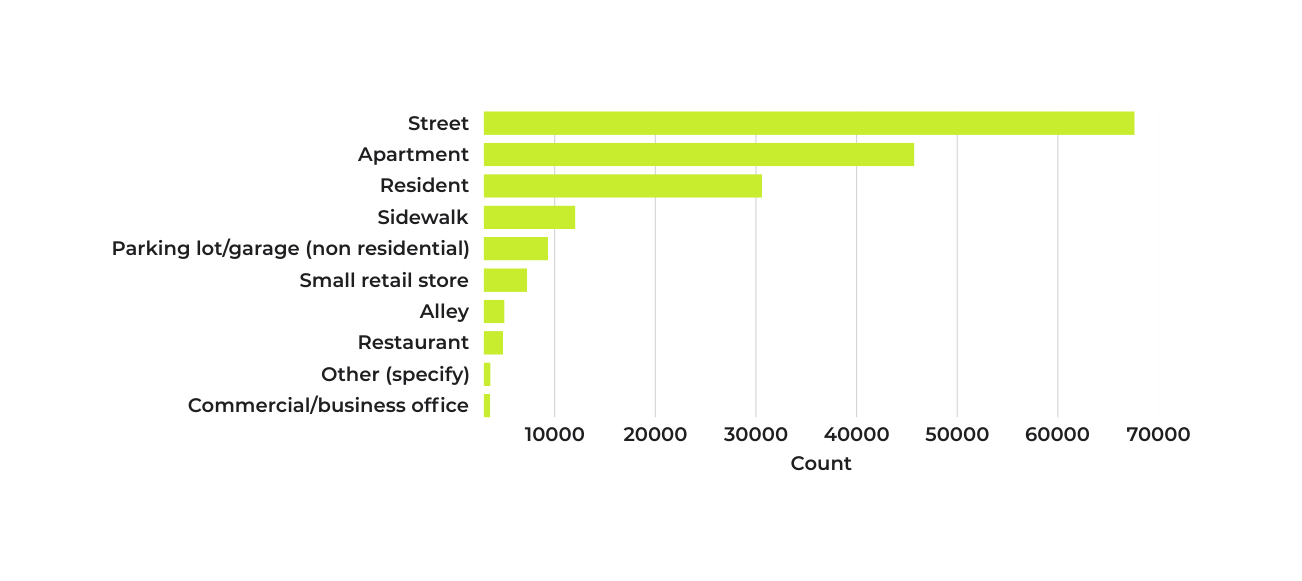 Street
Apartment
Resident
Sidewalk
Parking lot/garage (non residential)
Small retail store
Alley
Restaurant
Other (specify)
Commercial/business office
10000 20000 30000 40000 50000 60000 70000
Count